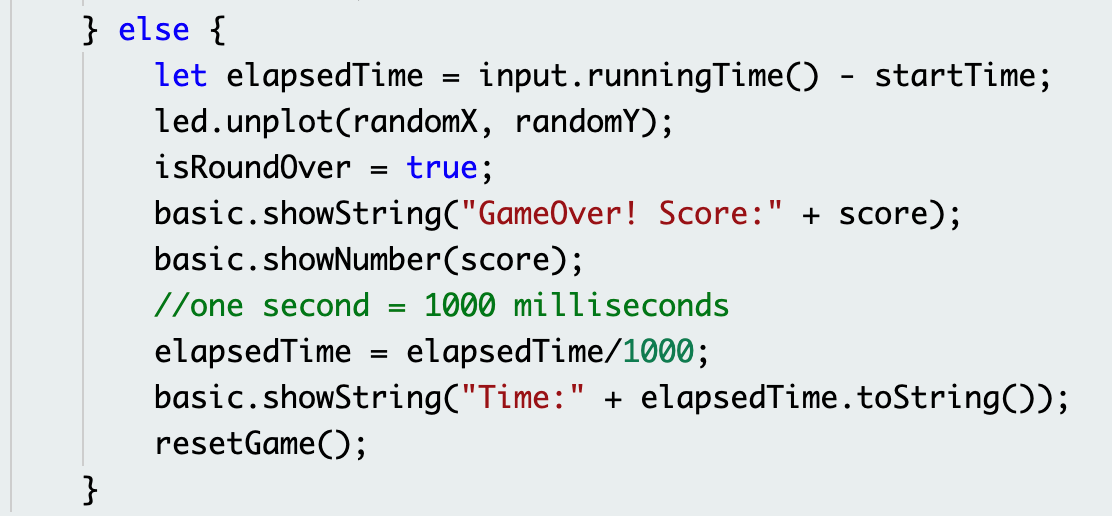 } else {
let elapsedTime = input.runningTime() - startTime;
led.unplot(randomX, randomY);
isRoundOver = true;
basic.showString("GameOver! Score:" + score);
basic.showNumber(score);
//one second = 1000 milliseconds
elapsedTime = elapsedTime/1000;
basic.showString("Time:" + elapsedTime.toString());
resetGame();
}